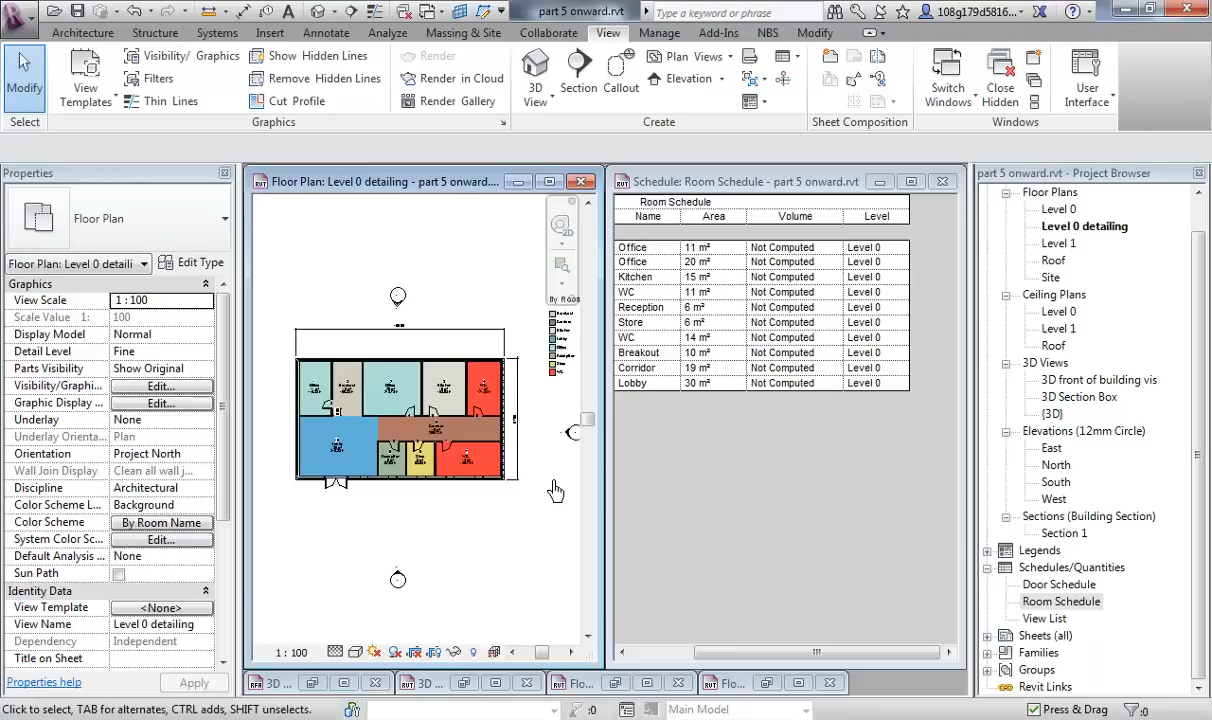 part 5 onward.rvt
Type a keyword or phrase
108g179d5816...
Architecture Structure Systems Insert Annotate Analyze Massing & Site Collaborate View Manage Add-Ins NBS Modify
Modify
View Templates
Visibility/ Graphics
Filters
Thin Lines
Show Hidden Lines
Remove Hidden Lines
Cut Profile
Render
Render in Cloud
Render Gallery
3D View
Section
Callout
Plan Views
Elevation
Switch Windows
Close Hidden
User Interface
Select Graphics Create Sheet Composition Windows
Properties
Floor Plan
Floor Plan: Level 0 detaili Edit Type
Graphics
View Scale 1 : 100
Scale Value 1: 100
Display Model Normal
Detail Level Fine
Parts Visibility Show Original
Visibility/Graphi... Edit...
Graphic Display ... Edit...
Underlay None
Underlay Orienta... Plan
Orientation Project North
Wall Join Display Clean all wall j...
Discipline Architectural
Color Scheme L... Background
Color Scheme By Room Name
System Color Sc... Edit...
Default Analysis ... None
Sun Path
Identity Data
View Template <None>
View Name Level 0 detailing
Dependency Independent
Title on Sheet
Properties help Apply
Floor Plan: Level 0 detailing - part 5 onward....
2D
By Room
1 : 100
Schedule: Room Schedule - part 5 onward.rvt
Room Schedule
Name Area Volume Level
Office 11 m² Not Computed Level 0
Office 20 m² Not Computed Level 0
Kitchen 15 m² Not Computed Level 0
WC 11 m² Not Computed Level 0
Reception 6 m² Not Computed Level 0
Store 6 m² Not Computed Level 0
WC 14 m² Not Computed Level 0
Breakout 10 m² Not Computed Level 0
Corridor 19 m² Not Computed Level 0
Lobby 30 m² Not Computed Level 0
3D ... 3D ... Flo... Flo...
part 5 onward.rvt - Project Browser
Floor Plans
Level 0
Level 0 detailing
Level 1
Roof
Site
Ceiling Plans
Level 0
Level 1
Roof
3D Views
3D front of building vis
3D Section Box
{3D}
Elevations (12mm Circle)
East
North
South
West
Sections (Building Section)
Section 1
Legends
Schedules/Quantities
Door Schedule
Room Schedule
View List
Sheets (all)
Families
Groups
Revit Links
Click to select, TAB for alternates, CTRL adds, SHIFT unselects.
:0
Main Model
Press & Drag
:0